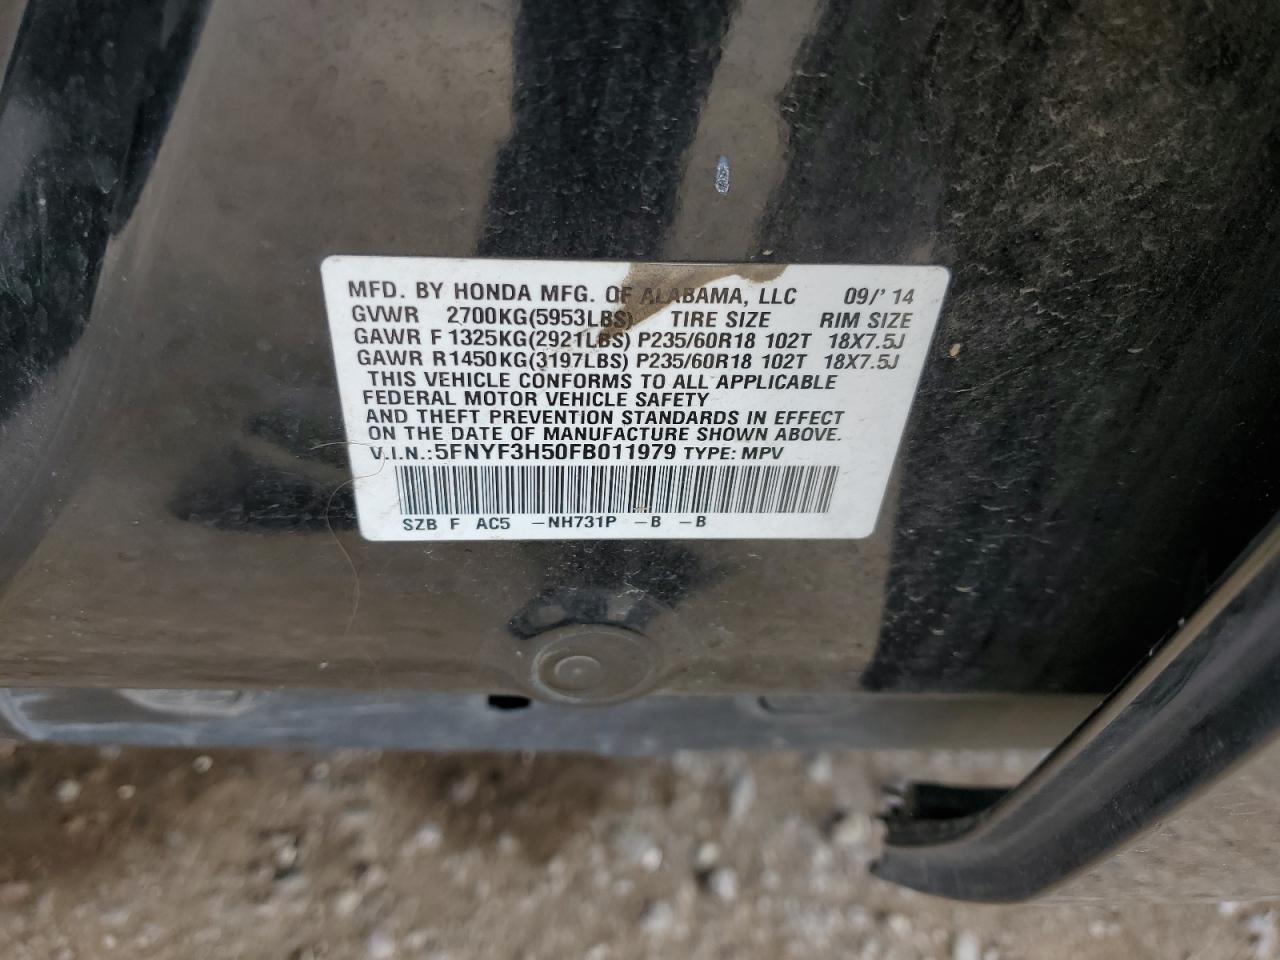 MFD. BY HONDA MFG. OF ALABAMA, LLC 09/' 14
GVWR 2700KG(5953LBS) TIRE SIZE RIM SIZE
GAWR F 1325KG(2921LBS) P235/60R18 102T 18X7.5J
GAWR R1450KG(3197LBS) P235/60R18 102T 18X7.5J
THIS VEHICLE CONFORMS TO ALL APPLICABLE
FEDERAL MOTOR VEHICLE SAFETY
AND THEFT PREVENTION STANDARDS IN EFFECT
ON THE DATE OF MANUFACTURE SHOWN ABOVE.
V.I.N.:5FNYF3H50FB011979 TYPE: MPV
SZB F AC5 -NH731P -B -B